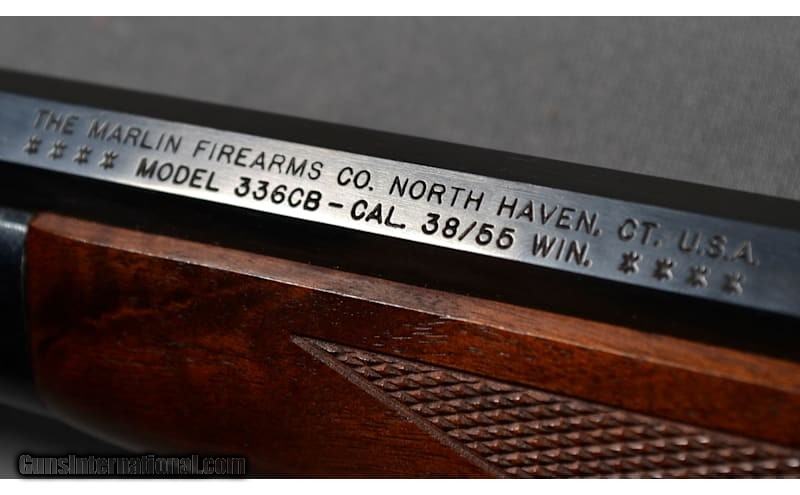 THE MARLIN FIREARMS CO. NORTH HAVEN, CT. U.S.A.
**** MODEL 336CB - CAL. 38/55 WIN. ****
GunsInternational.com